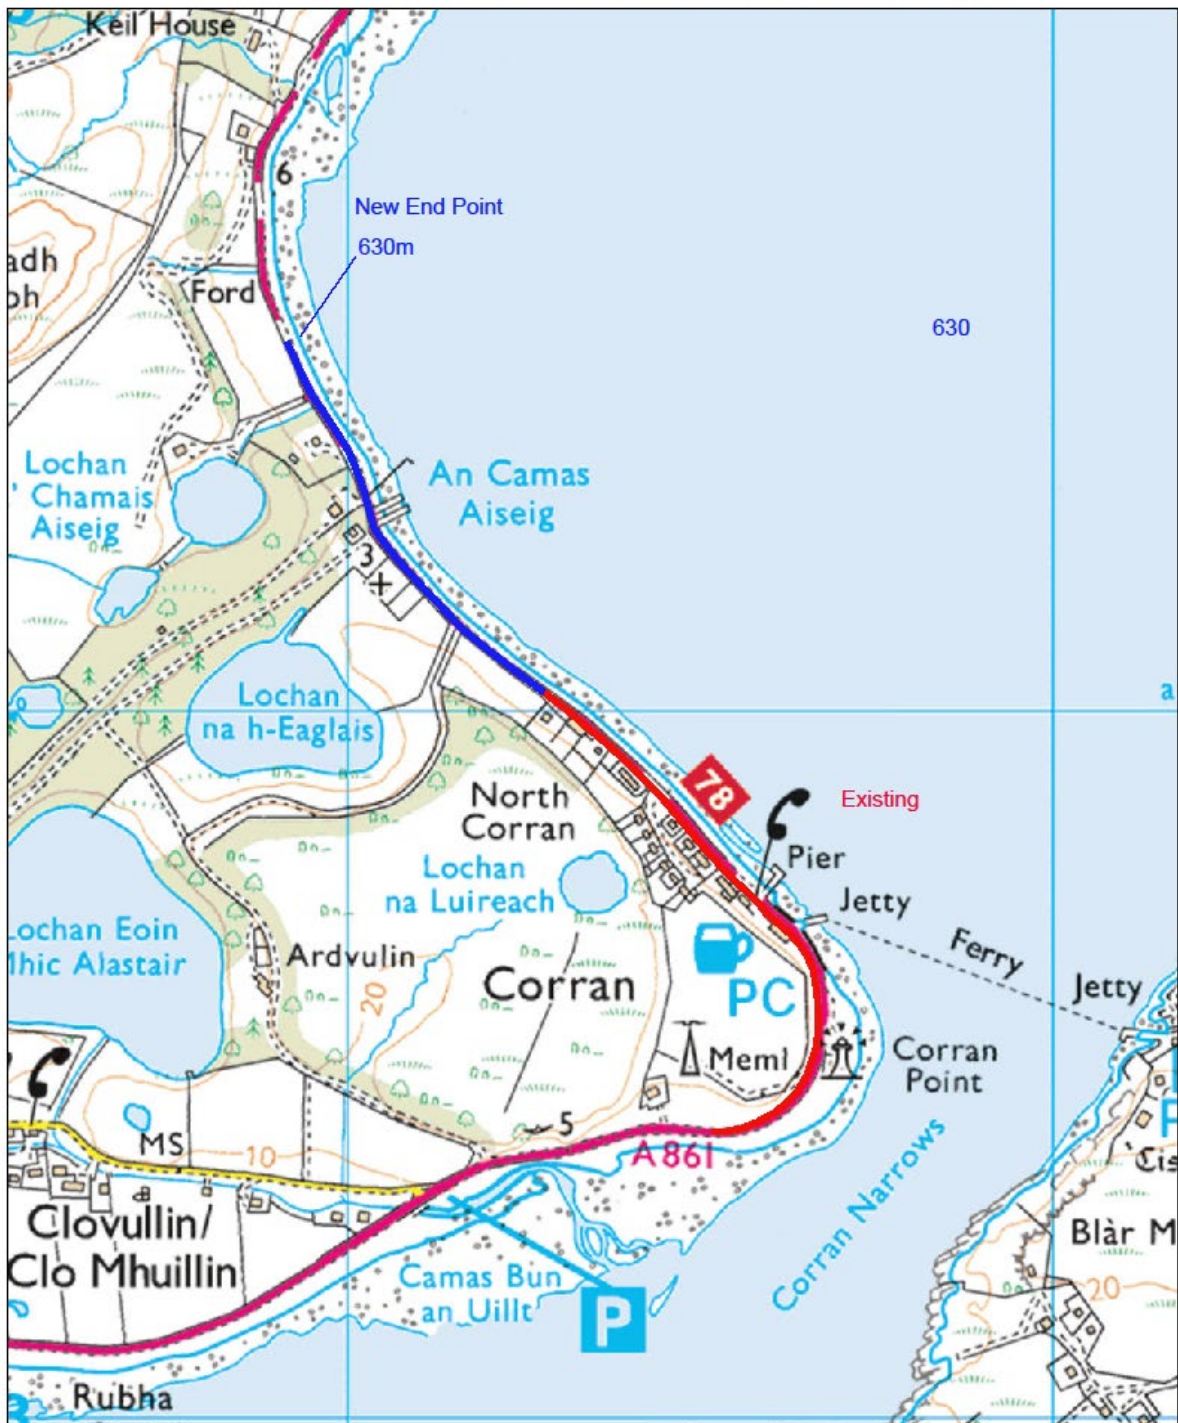 Keil House
6
New End Point
630m
adh
oh
Ford
630
Lochan
' Chamais
Aiseig
An Camas
Aiseig
3
Lochan
na h-Eaglais
a
78
Existing
North
Corran
Pier
Lochan
na Luireach
Jetty
Ferry
Lochan Eoin
Mhic Alastair
Ardvulin
20
Corran
PC
Jetty
Meml
Corran
Point
5
MS
10
A 861
P
'Cis
Clovullin/
Clo Mhuillin
Corran Narrows
Blàr M
Camas Bun
an Uillt
P
20
Rubha